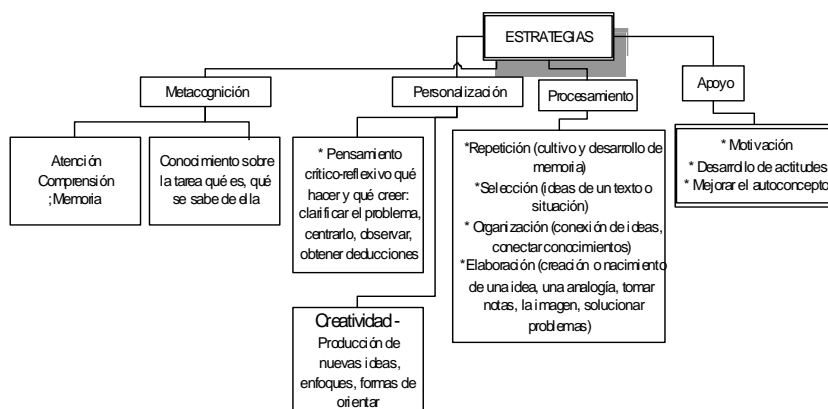 ESTRATEGIAS
Metacognición
Personalización
Procesamiento
Apoyo
Atención
Comprensión
;Memoria
Conocimiento sobre
la tarea qué es, qué
se sabe de ella
* Pensamiento
crítico-reflexivo qué
hacer y qué creer:
clarificar el problema,
centrarlo, observar,
obtener deducciones
*Repetición (cultivo y desarrollo de
memoria)
*Selección (ideas de un texto o
situación)
* Organización (conexión de ideas,
conectar conocimientos)
*Elaboración (creación o nacimiento
de una idea, una analogía, tomar
notas, la imagen, solucionar
problemas)
* Motivación
* Desarrollo de actitudes
* Mejorar el autoconcepto
Creatividad -
Producción de
nuevas ideas,
enfoques, formas de
orientar